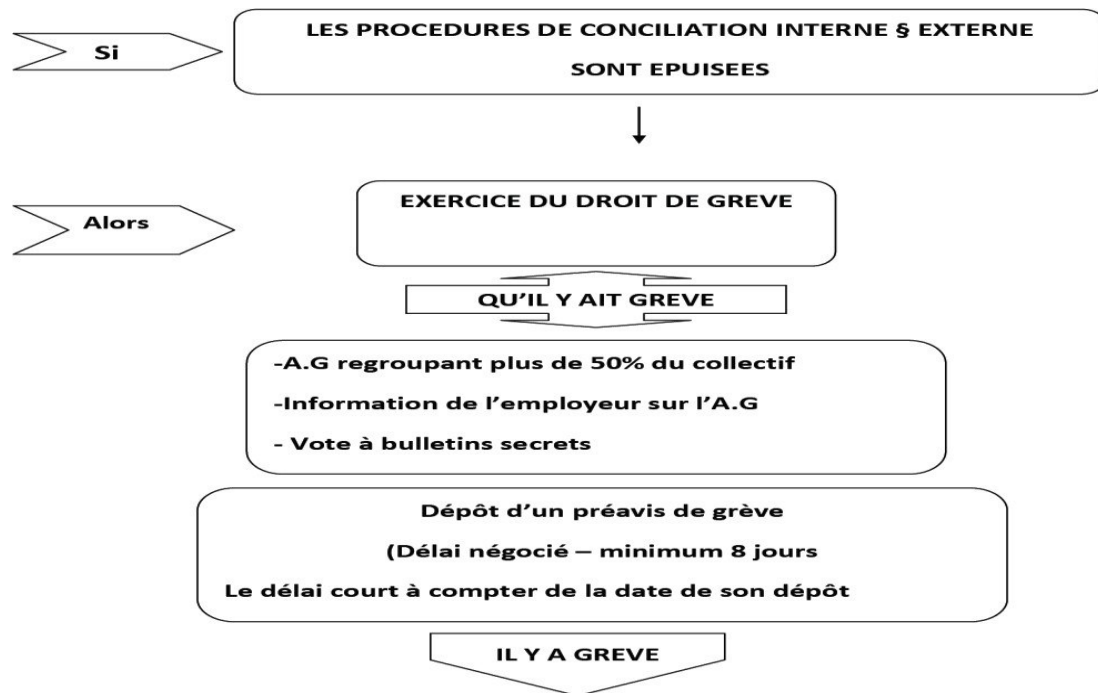 Si
LES PROCEDURES DE CONCILIATION INTERNE § EXTERNE
SONT EPUISEES
Alors
EXERCICE DU DROIT DE GREVE
QU’IL Y AIT GREVE
-A.G regroupant plus de 50% du collectif
-Information de l’employeur sur l’A.G
- Vote à bulletins secrets
Dépôt d’un préavis de grève
(Délai négocié – minimum 8 jours
Le délai court à compter de la date de son dépôt
IL Y A GREVE